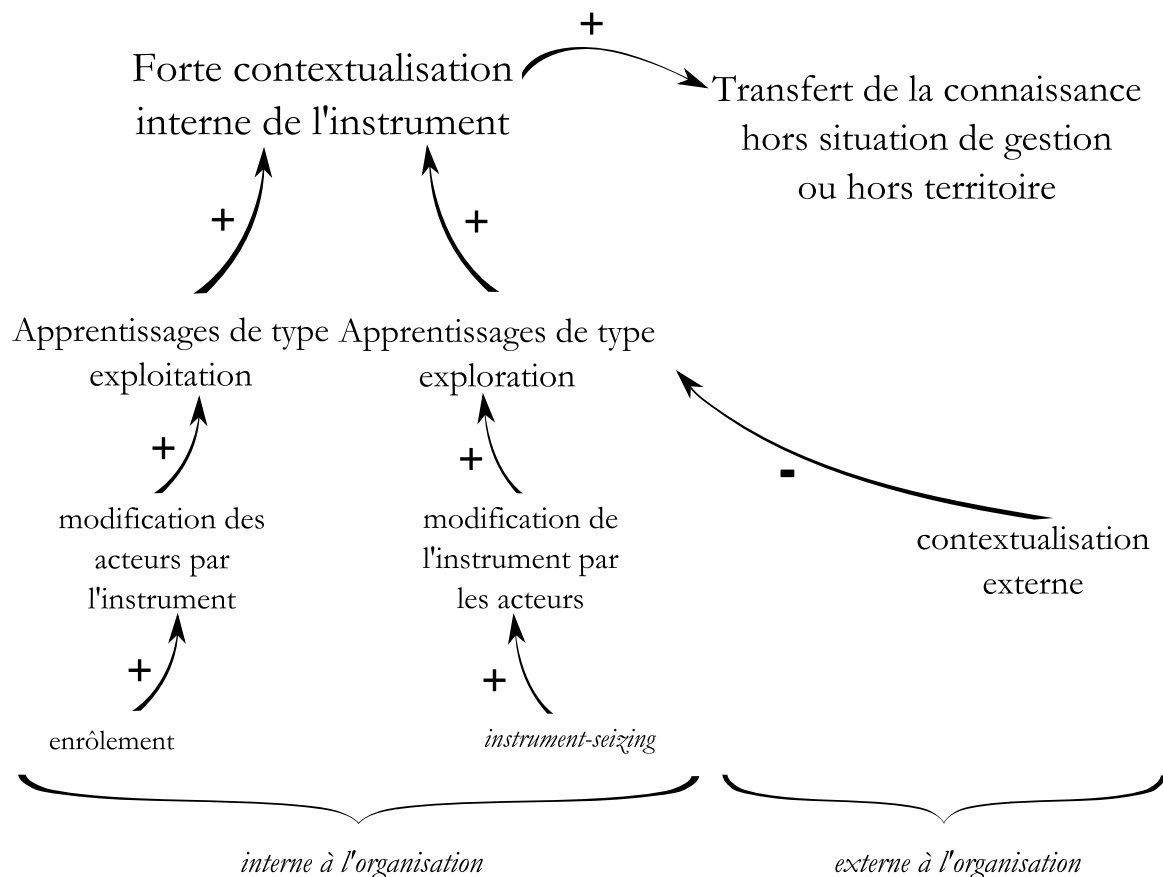 +
Forte contextualisation
interne de l'instrument
Transfert de la connaissance
hors situation de gestion
ou hors territoire
+
+
Apprentissages de type
exploitation
Apprentissages de type
exploration
+
+
-
modification des
acteurs par
l'instrument
modification de
l'instrument par
les acteurs
contextualisation
externe
+
+
enrôlement
instrument-seizing
interne à l'organisation
externe à l'organisation